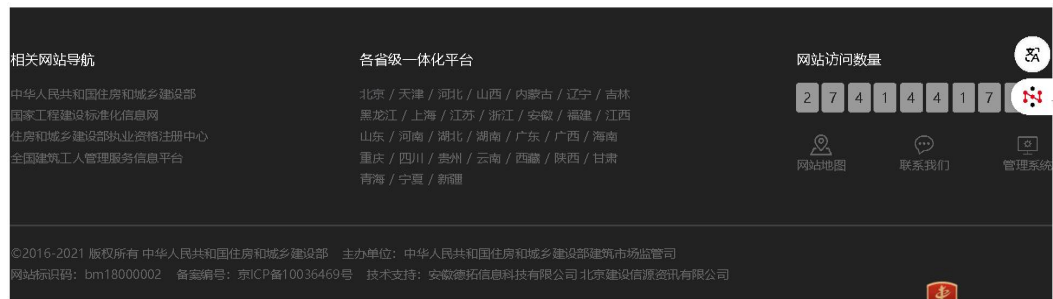 相关网站导航
中华人民共和国住房和城乡建设部
国家工程建设标准化信息网
住房和城乡建设部执业资格注册中心
全国建筑工人管理服务信息平台
各省级一体化平台
北京 / 天津 / 河北 / 山西 / 内蒙古 / 辽宁 / 吉林
黑龙江 / 上海 / 江苏 / 浙江 / 安徽 / 福建 / 江西
山东 / 河南 / 湖北 / 湖南 / 广东 / 广西 / 海南
重庆 / 四川 / 贵州 / 云南 / 西藏 / 陕西 / 甘肃
青海 / 宁夏 / 新疆
网站访问数量
2 7 4 1 4 4 1 7
网站地图 联系我们 管理系统
©2016-2021 版权所有 中华人民共和国住房和城乡建设部 主办单位：中华人民共和国住房和城乡建设部建筑市场监管司
网站标识码：bm18000002 备案编号：京ICP备10036469号 技术支持：安徽德拓信息科技有限公司 北京建设信源资讯有限公司